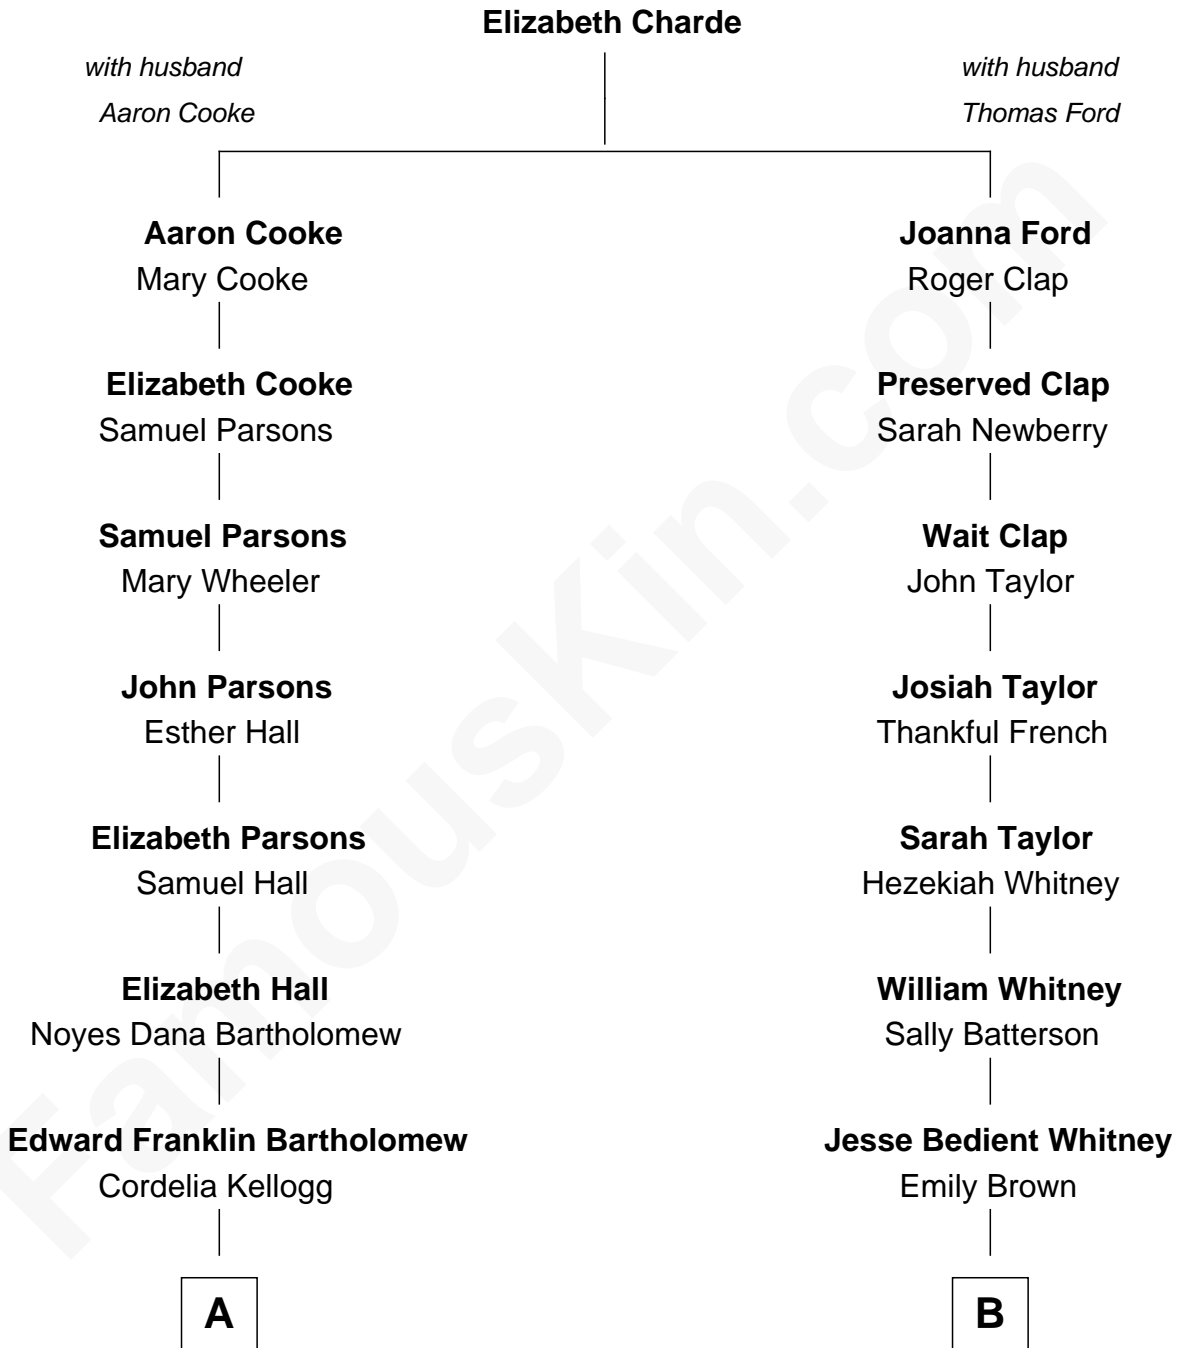 Elizabeth Charde
with husband
Aaron Cooke
with husband
Thomas Ford
Aaron Cooke
Mary Cooke
Joanna Ford
Roger Clap
Elizabeth Cooke
Samuel Parsons
Preserved Clap
Sarah Newberry
Samuel Parsons
Mary Wheeler
Wait Clap
John Taylor
John Parsons
Esther Hall
Josiah Taylor
Thankful French
Elizabeth Parsons
Samuel Hall
Sarah Taylor
Hezekiah Whitney
Elizabeth Hall
Noyes Dana Bartholomew
William Whitney
Sally Batterson
Edward Franklin Bartholomew
Cordelia Kellogg
Jesse Bedient Whitney
Emily Brown
A
B
FamousKin.com